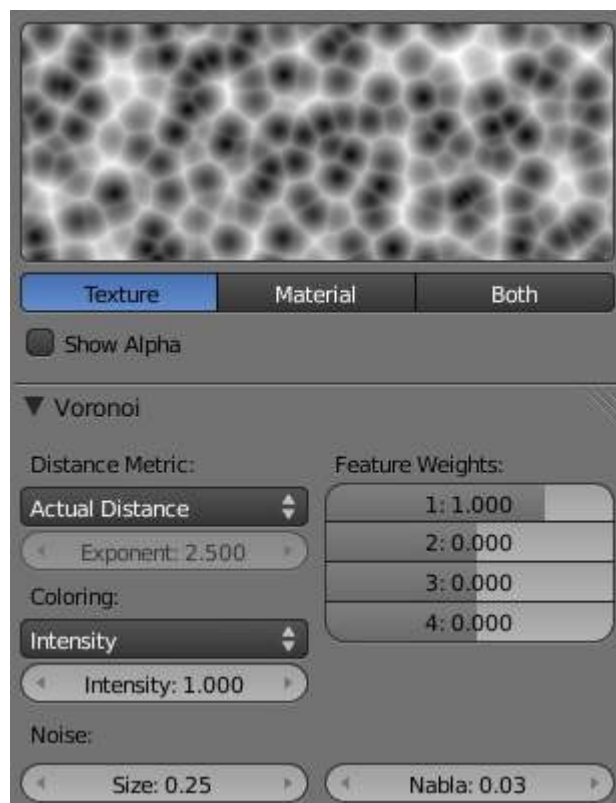 Texture Material Both
Show Alpha
Voronoi
Distance Metric: Feature Weights:
Actual Distance 1: 1.000
Exponent: 2.500 2: 0.000
Coloring: 3: 0.000
Intensity 4: 0.000
Intensity: 1.000
Noise:
Size: 0.25 Nabla: 0.03